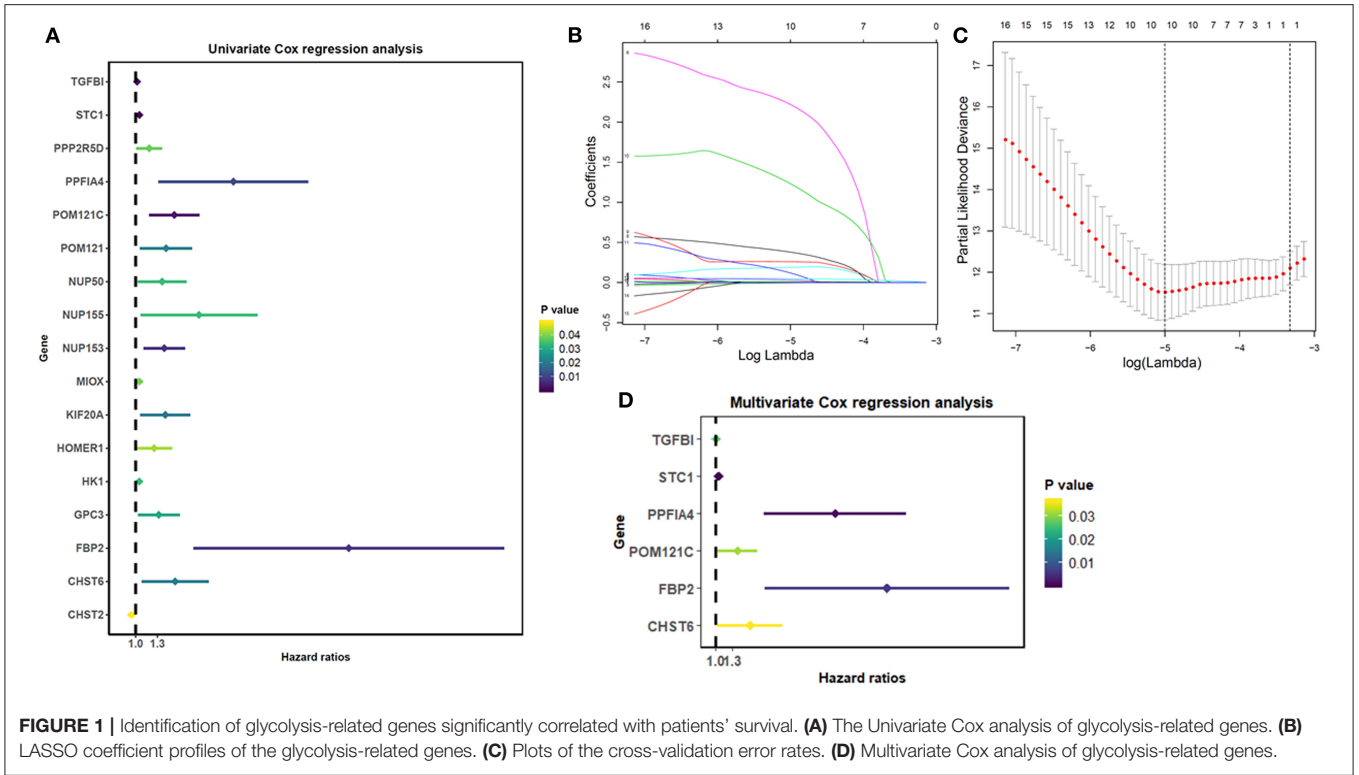 A
Univariate Cox regression analysis
TGFBI
STC1
PPP2R5D
PPFIA4
POM121C
POM121
NUP50
NUP155
NUP153
MIOX
KIF20A
HOMER1
HK1
GPC3
FBP2
CHST6
CHST2
Gene
1.0 1.3
Hazard ratios
P value
0.04
0.03
0.02
0.01
B
16 13 10 7 0
2.5
2.0
1.5
1.0
0.5
0.0
−0.5
Coefficients
−7 −6 −5 −4 −3
Log Lambda
C
16 15 15 15 13 12 10 10 10 10 7 7 7 3 1 1 1
17
16
15
14
13
12
11
Partial Likelihood Deviance
−7 −6 −5 −4 −3
log(Lambda)
D
Multivariate Cox regression analysis
TGFBI
STC1
PPFIA4
POM121C
FBP2
CHST6
Gene
1.01.3
Hazard ratios
P value
0.03
0.02
0.01
FIGURE 1 | Identification of glycolysis-related genes significantly correlated with patients' survival. (A) The Univariate Cox analysis of glycolysis-related genes. (B)
LASSO coefficient profiles of the glycolysis-related genes. (C) Plots of the cross-validation error rates. (D) Multivariate Cox analysis of glycolysis-related genes.